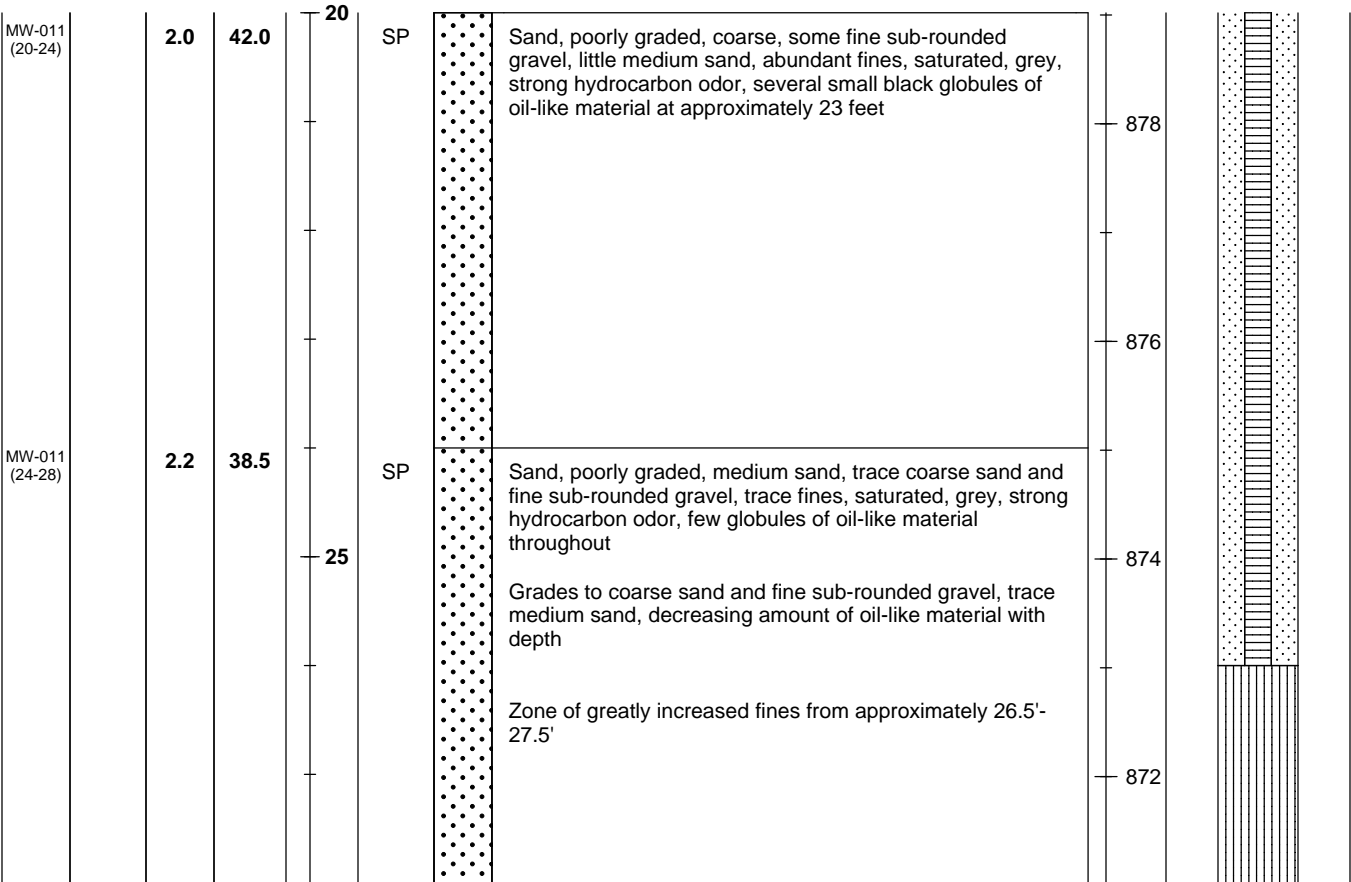 20
MW-011
(20-24)
2.0
42.0
SP
Sand, poorly graded, coarse, some fine sub-rounded
gravel, little medium sand, abundant fines, saturated, grey,
strong hydrocarbon odor, several small black globules of
oil-like material at approximately 23 feet
878
876
MW-011
(24-28)
2.2
38.5
SP
Sand, poorly graded, medium sand, trace coarse sand and
fine sub-rounded gravel, trace fines, saturated, grey, strong
hydrocarbon odor, few globules of oil-like material
throughout
25
874
Grades to coarse sand and fine sub-rounded gravel, trace
medium sand, decreasing amount of oil-like material with
depth
Zone of greatly increased fines from approximately 26.5'-
27.5'
872